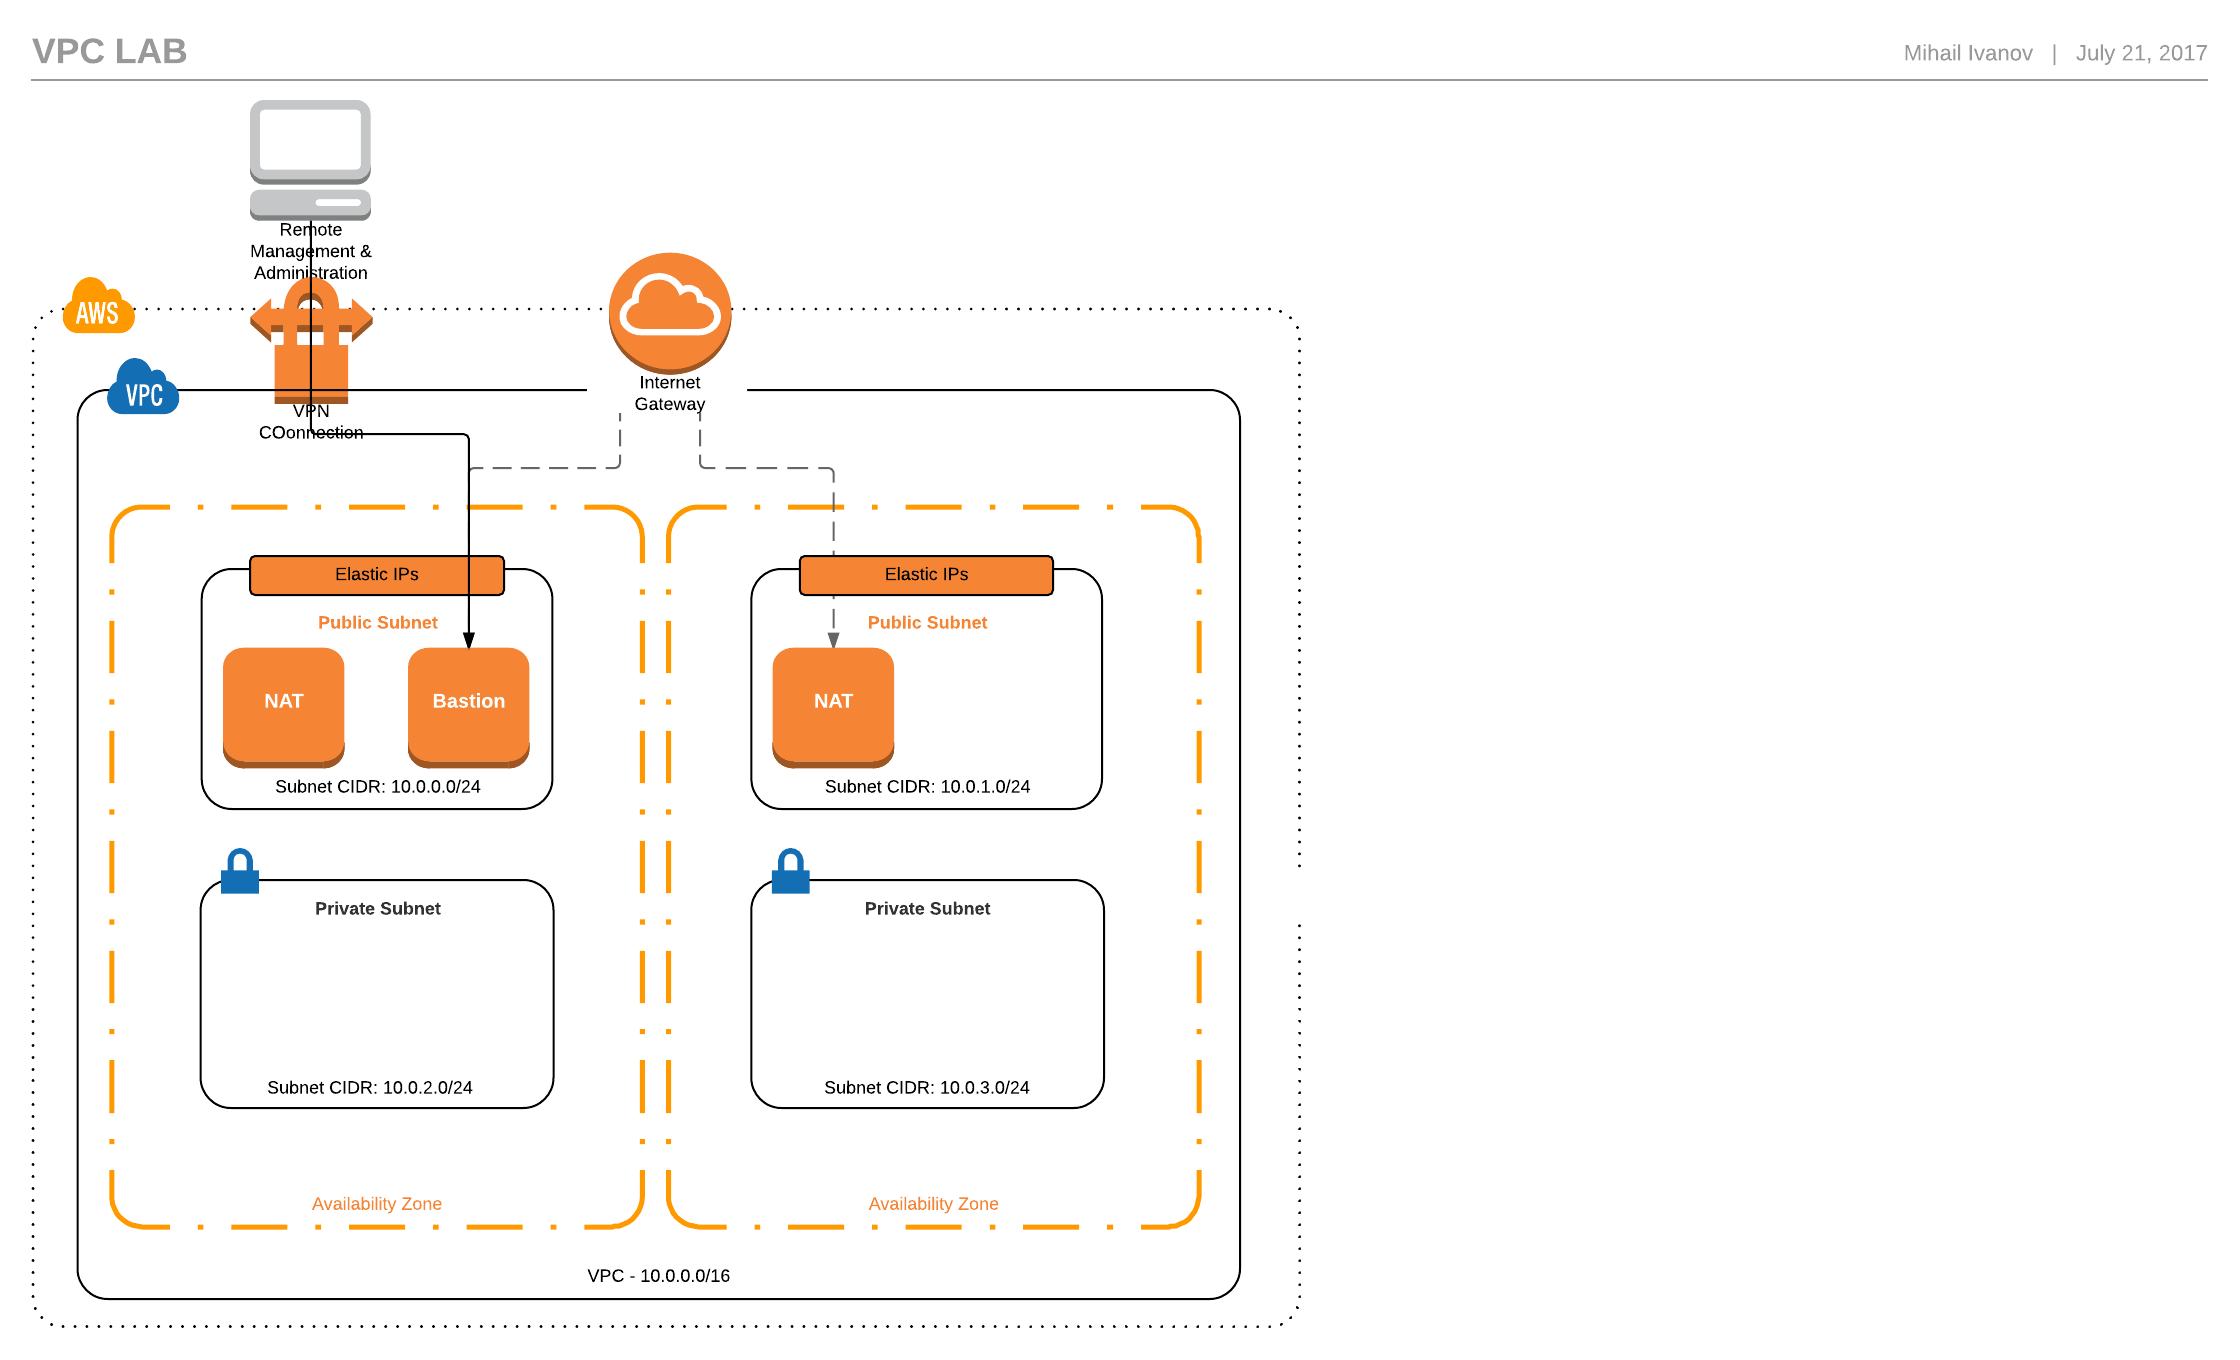 VPC LAB
Mihail Ivanov | July 21, 2017
Remote
Management &
Administration
AWS
VPC
VPN
COonnection
Internet
Gateway
Elastic IPs
Public Subnet
NAT
Bastion
Subnet CIDR: 10.0.0.0/24
Elastic IPs
Public Subnet
NAT
Subnet CIDR: 10.0.1.0/24
Private Subnet
Subnet CIDR: 10.0.2.0/24
Private Subnet
Subnet CIDR: 10.0.3.0/24
Availability Zone
Availability Zone
VPC - 10.0.0.0/16